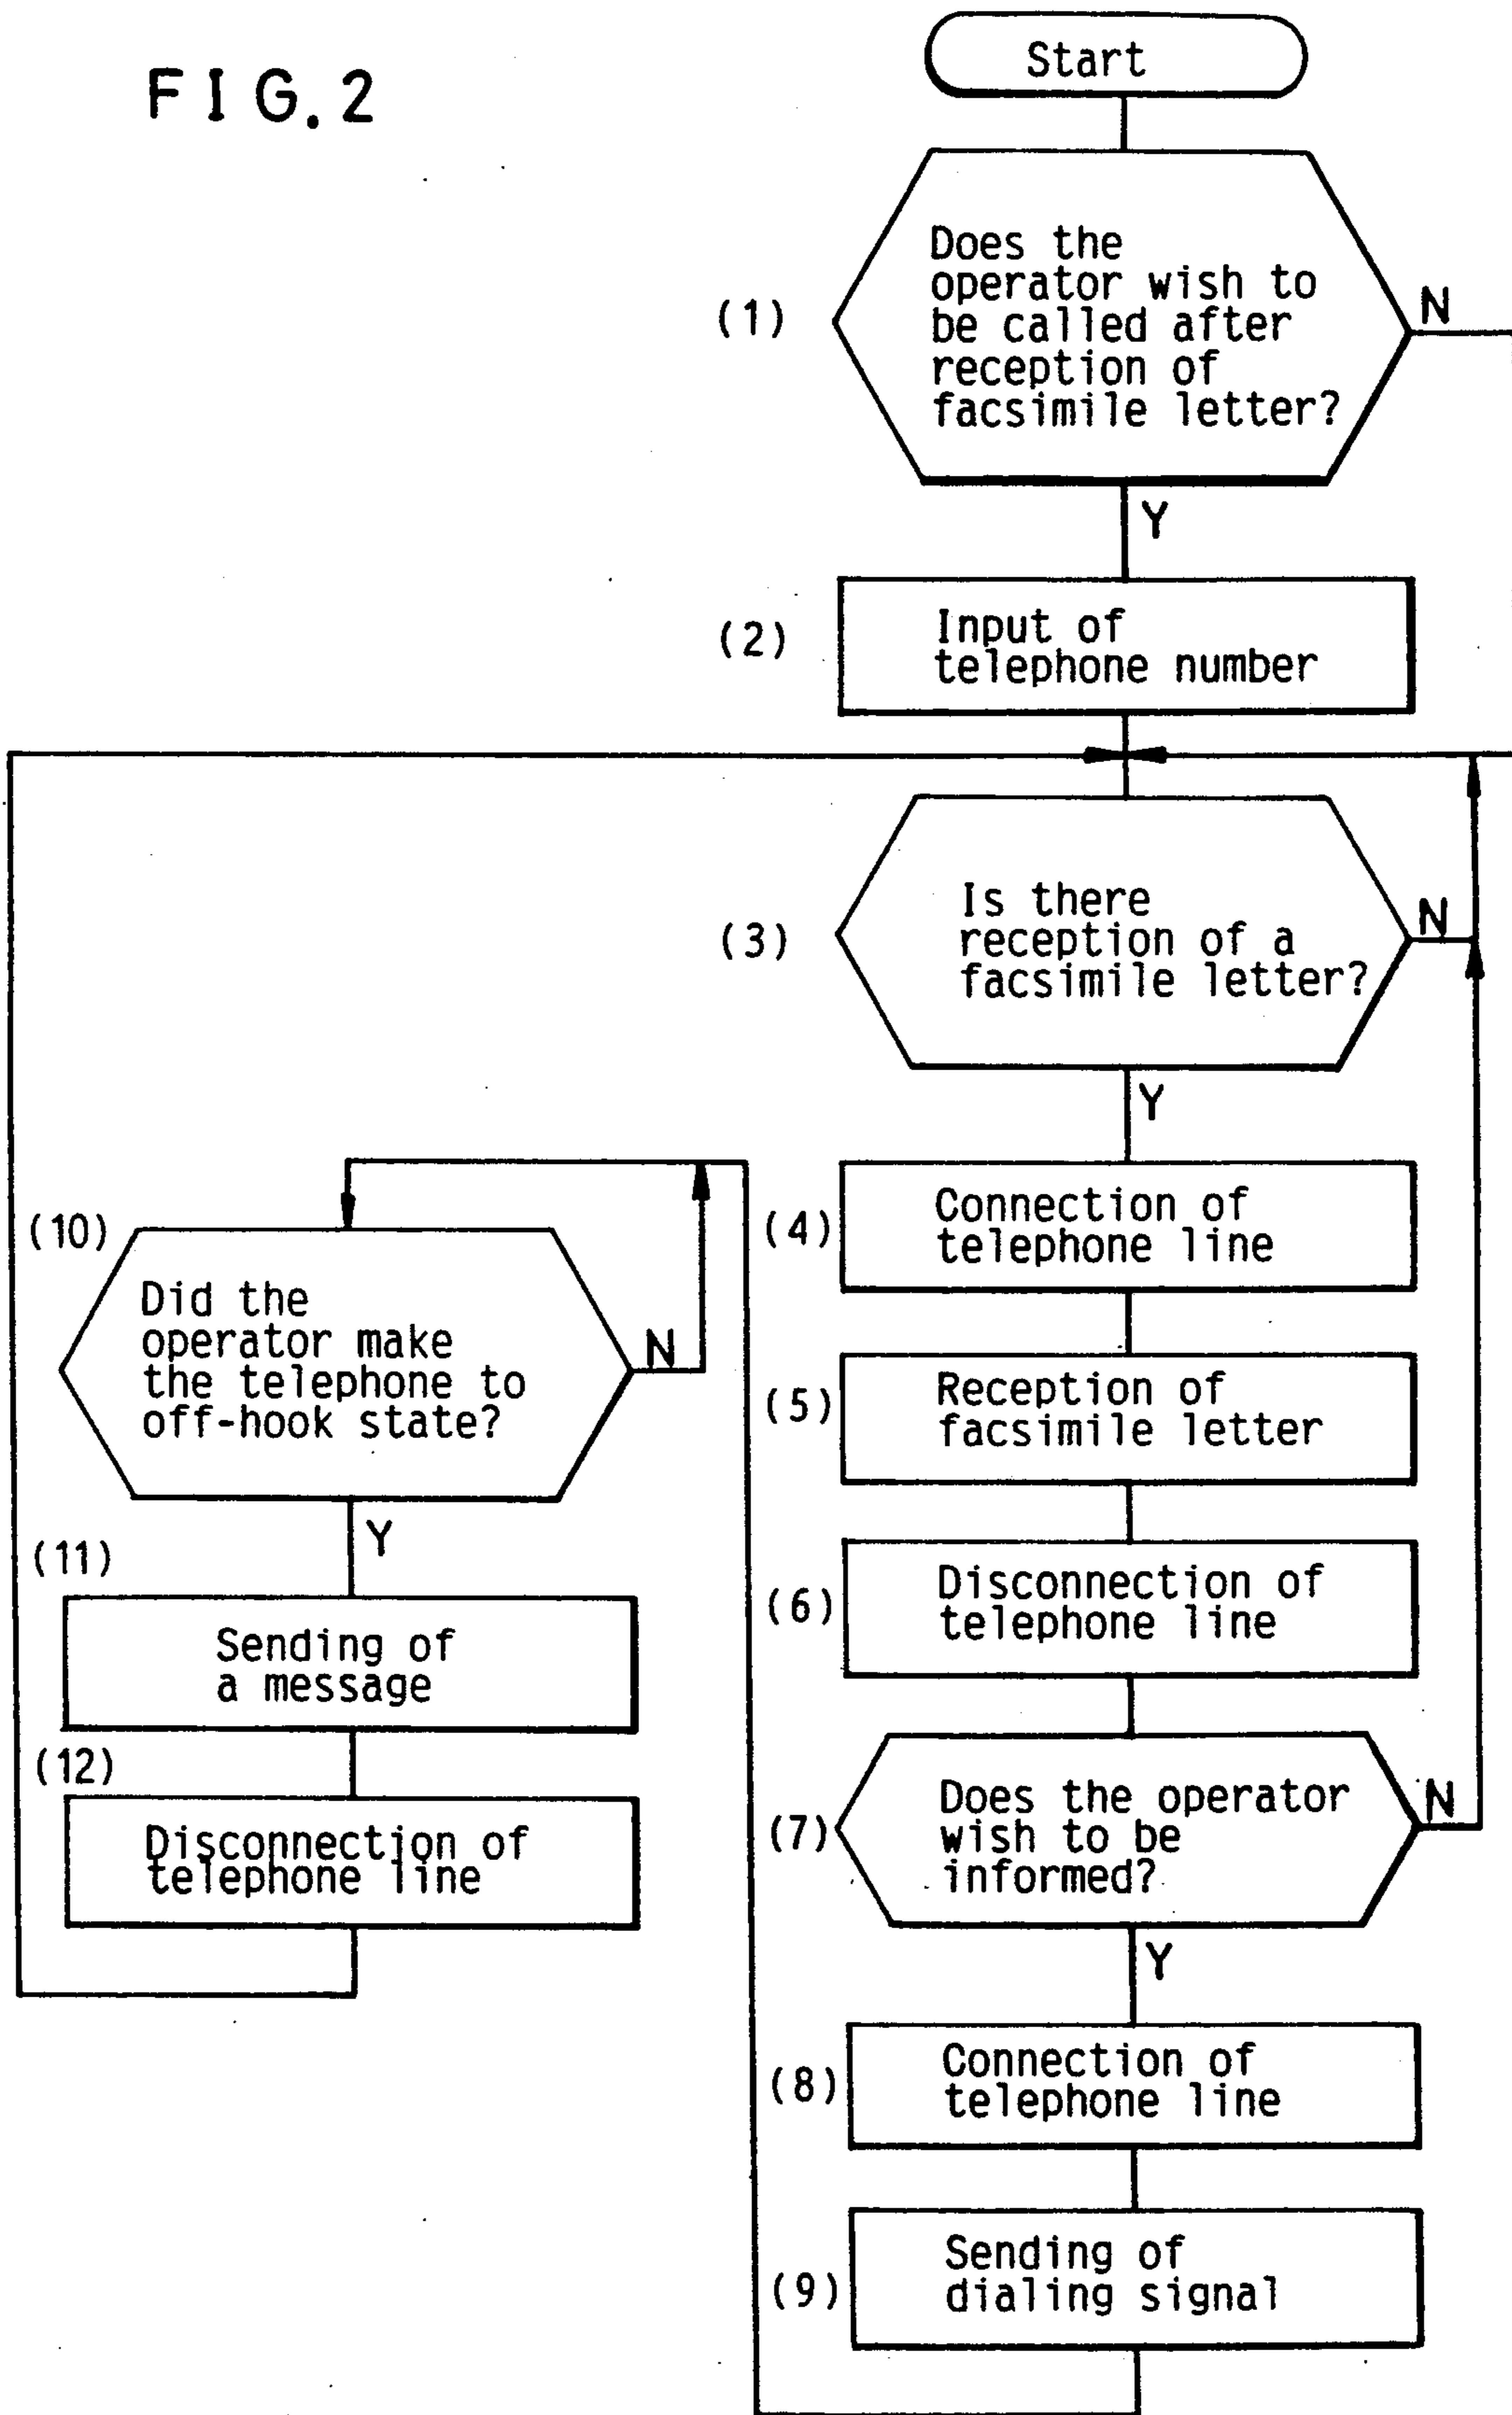 FIG.2
Start
(1)
Does the
operator wish to
be called after
reception of
facsimile letter?
N
Y
(2)
Input of
telephone number
(3)
Is there
reception of a
facsimile letter?
N
Y
(4)
Connection of
telephone line
(5)
Reception of
facsimile letter
(6)
Disconnection of
telephone line
(7)
Does the operator
wish to be
informed?
N
Y
(8)
Connection of
telephone line
(9)
Sending of
dialing signal
(10)
Did the
operator make
the telephone to
off-hook state?
N
Y
(11)
Sending of
a message
(12)
Disconnection of
telephone line